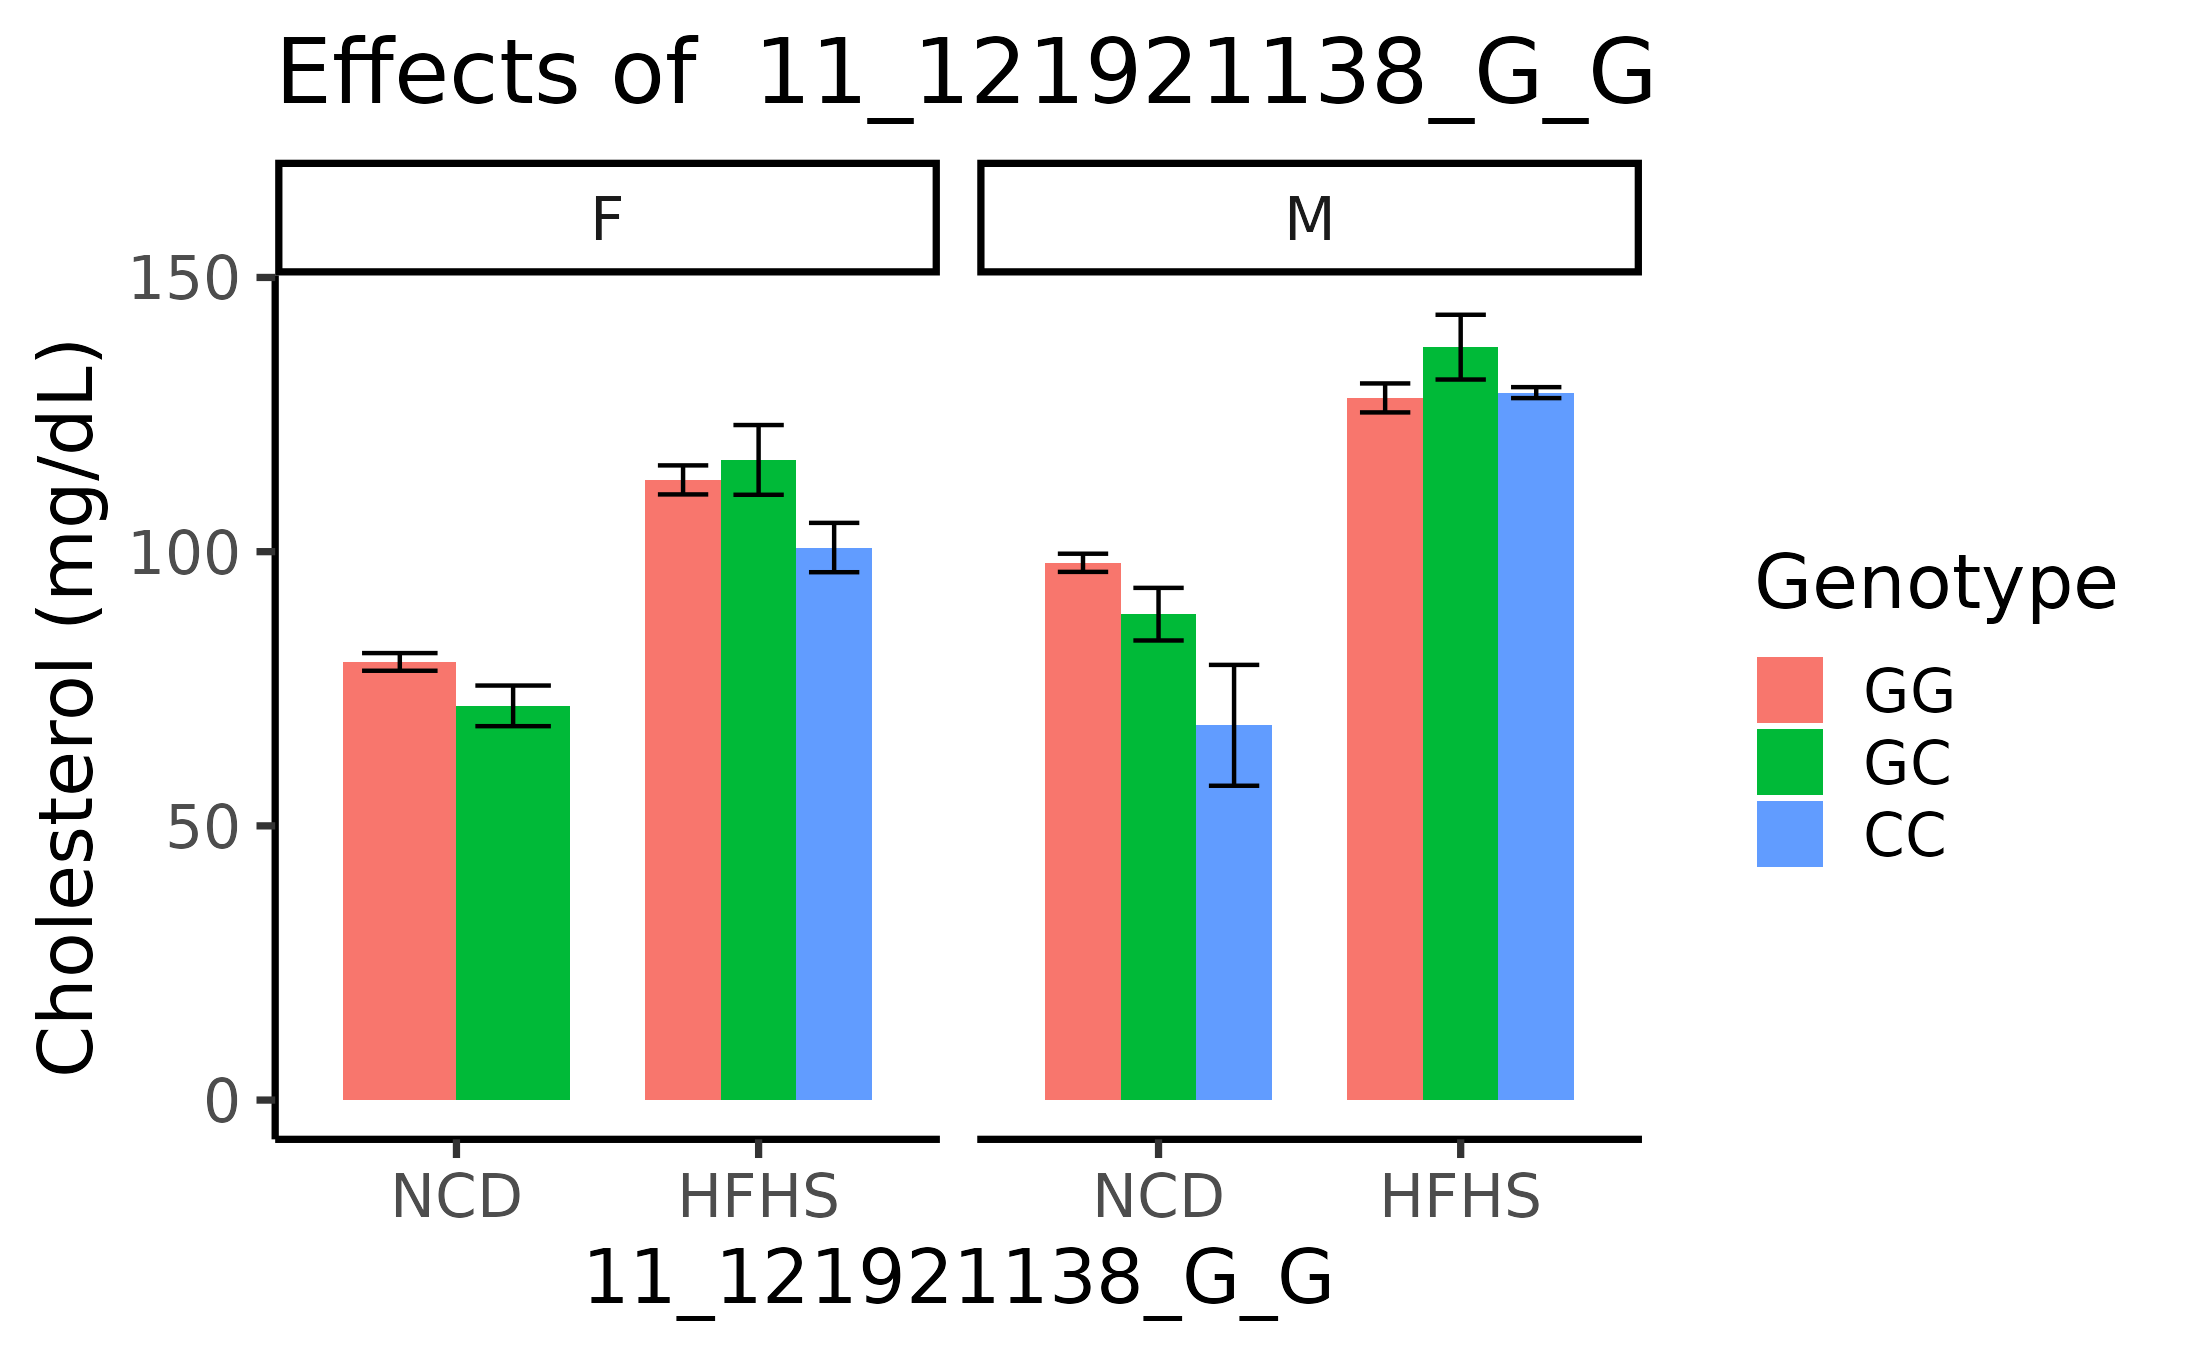 Effects of  11_121921138_G_G
F
M
150
100
50
0
Cholesterol (mg/dL)
NCD
HFHS
NCD
HFHS
11_121921138_G_G
Genotype
GG
GC
CC